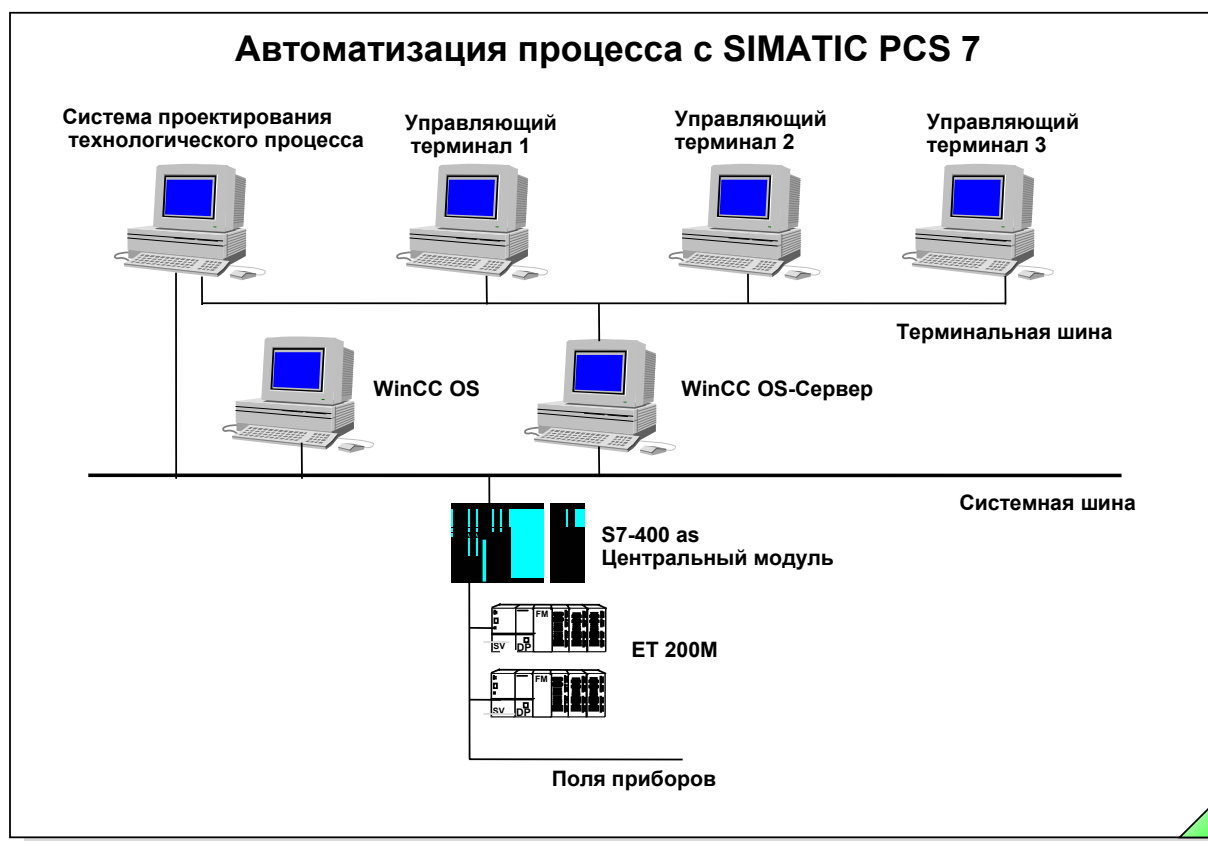 Автоматизация процесса с SIMATIC PCS 7
Система проектирования
технологического процесса
Управляющий
терминал 1
Управляющий
терминал 2
Управляющий
терминал 3
Терминальная шина
WinCC OS
WinCC OS-Сервер
Системная шина
S7-400 as
Центральный модуль
FM
SV DP
ET 200M
FM
SV DP
Поля приборов